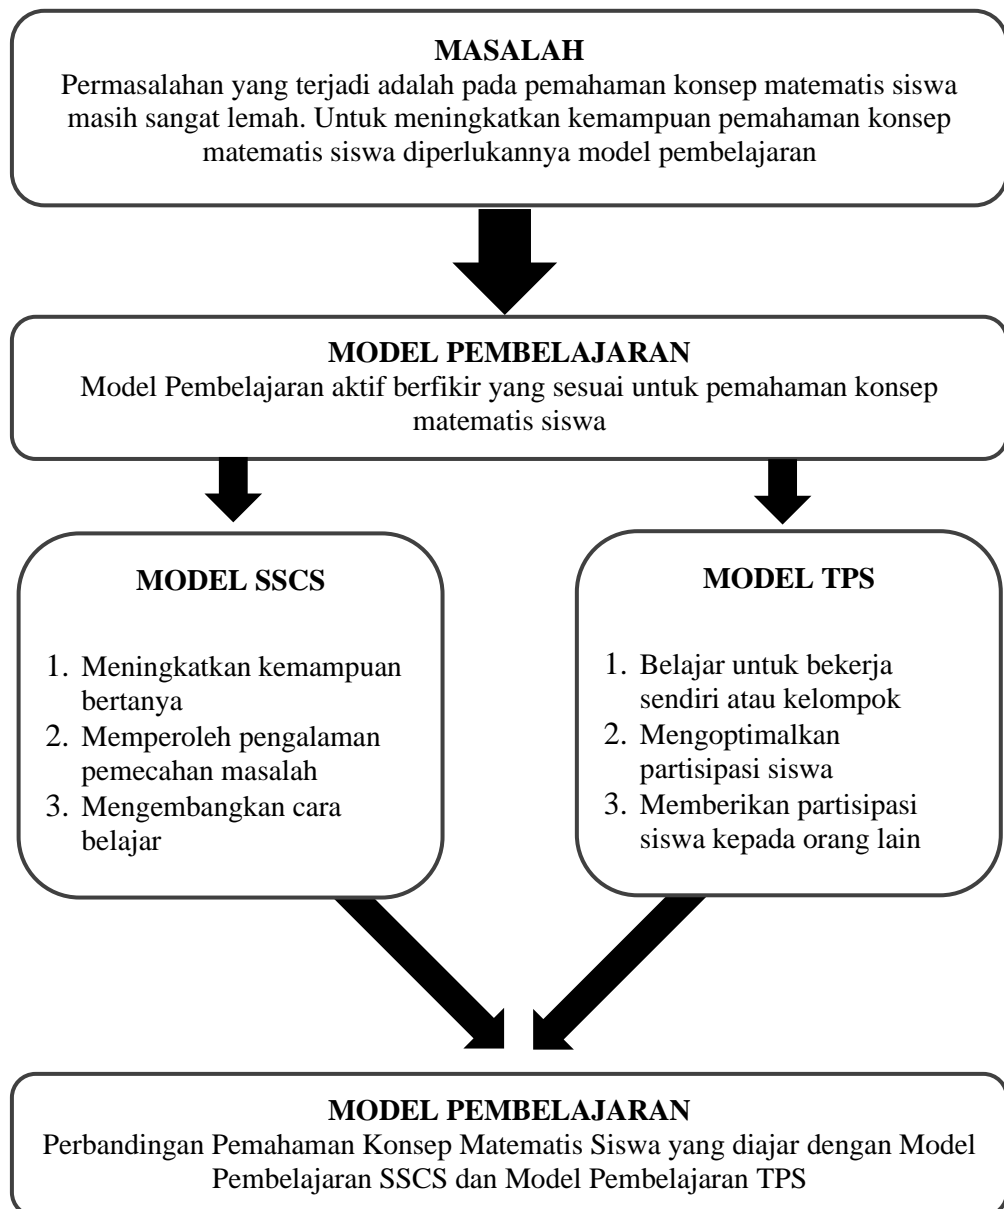 MASALAH
Permasalahan yang terjadi adalah pada pemahaman konsep matematis siswa
masih sangat lemah. Untuk meningkatkan kemampuan pemahaman konsep
matematis siswa diperlukannya model pembelajaran
MODEL PEMBELAJARAN
Model Pembelajaran aktif berfikir yang sesuai untuk pemahaman konsep
matematis siswa
MODEL SSCS
1. Meningkatkan kemampuan
bertanya
2. Memperoleh pengalaman
pemecahan masalah
3. Mengembangkan cara
belajar
MODEL TPS
1. Belajar untuk bekerja
sendiri atau kelompok
2. Mengoptimalkan
partisipasi siswa
3. Memberikan partisipasi
siswa kepada orang lain
MODEL PEMBELAJARAN
Perbandingan Pemahaman Konsep Matematis Siswa yang diajar dengan Model
Pembelajaran SSCS dan Model Pembelajaran TPS